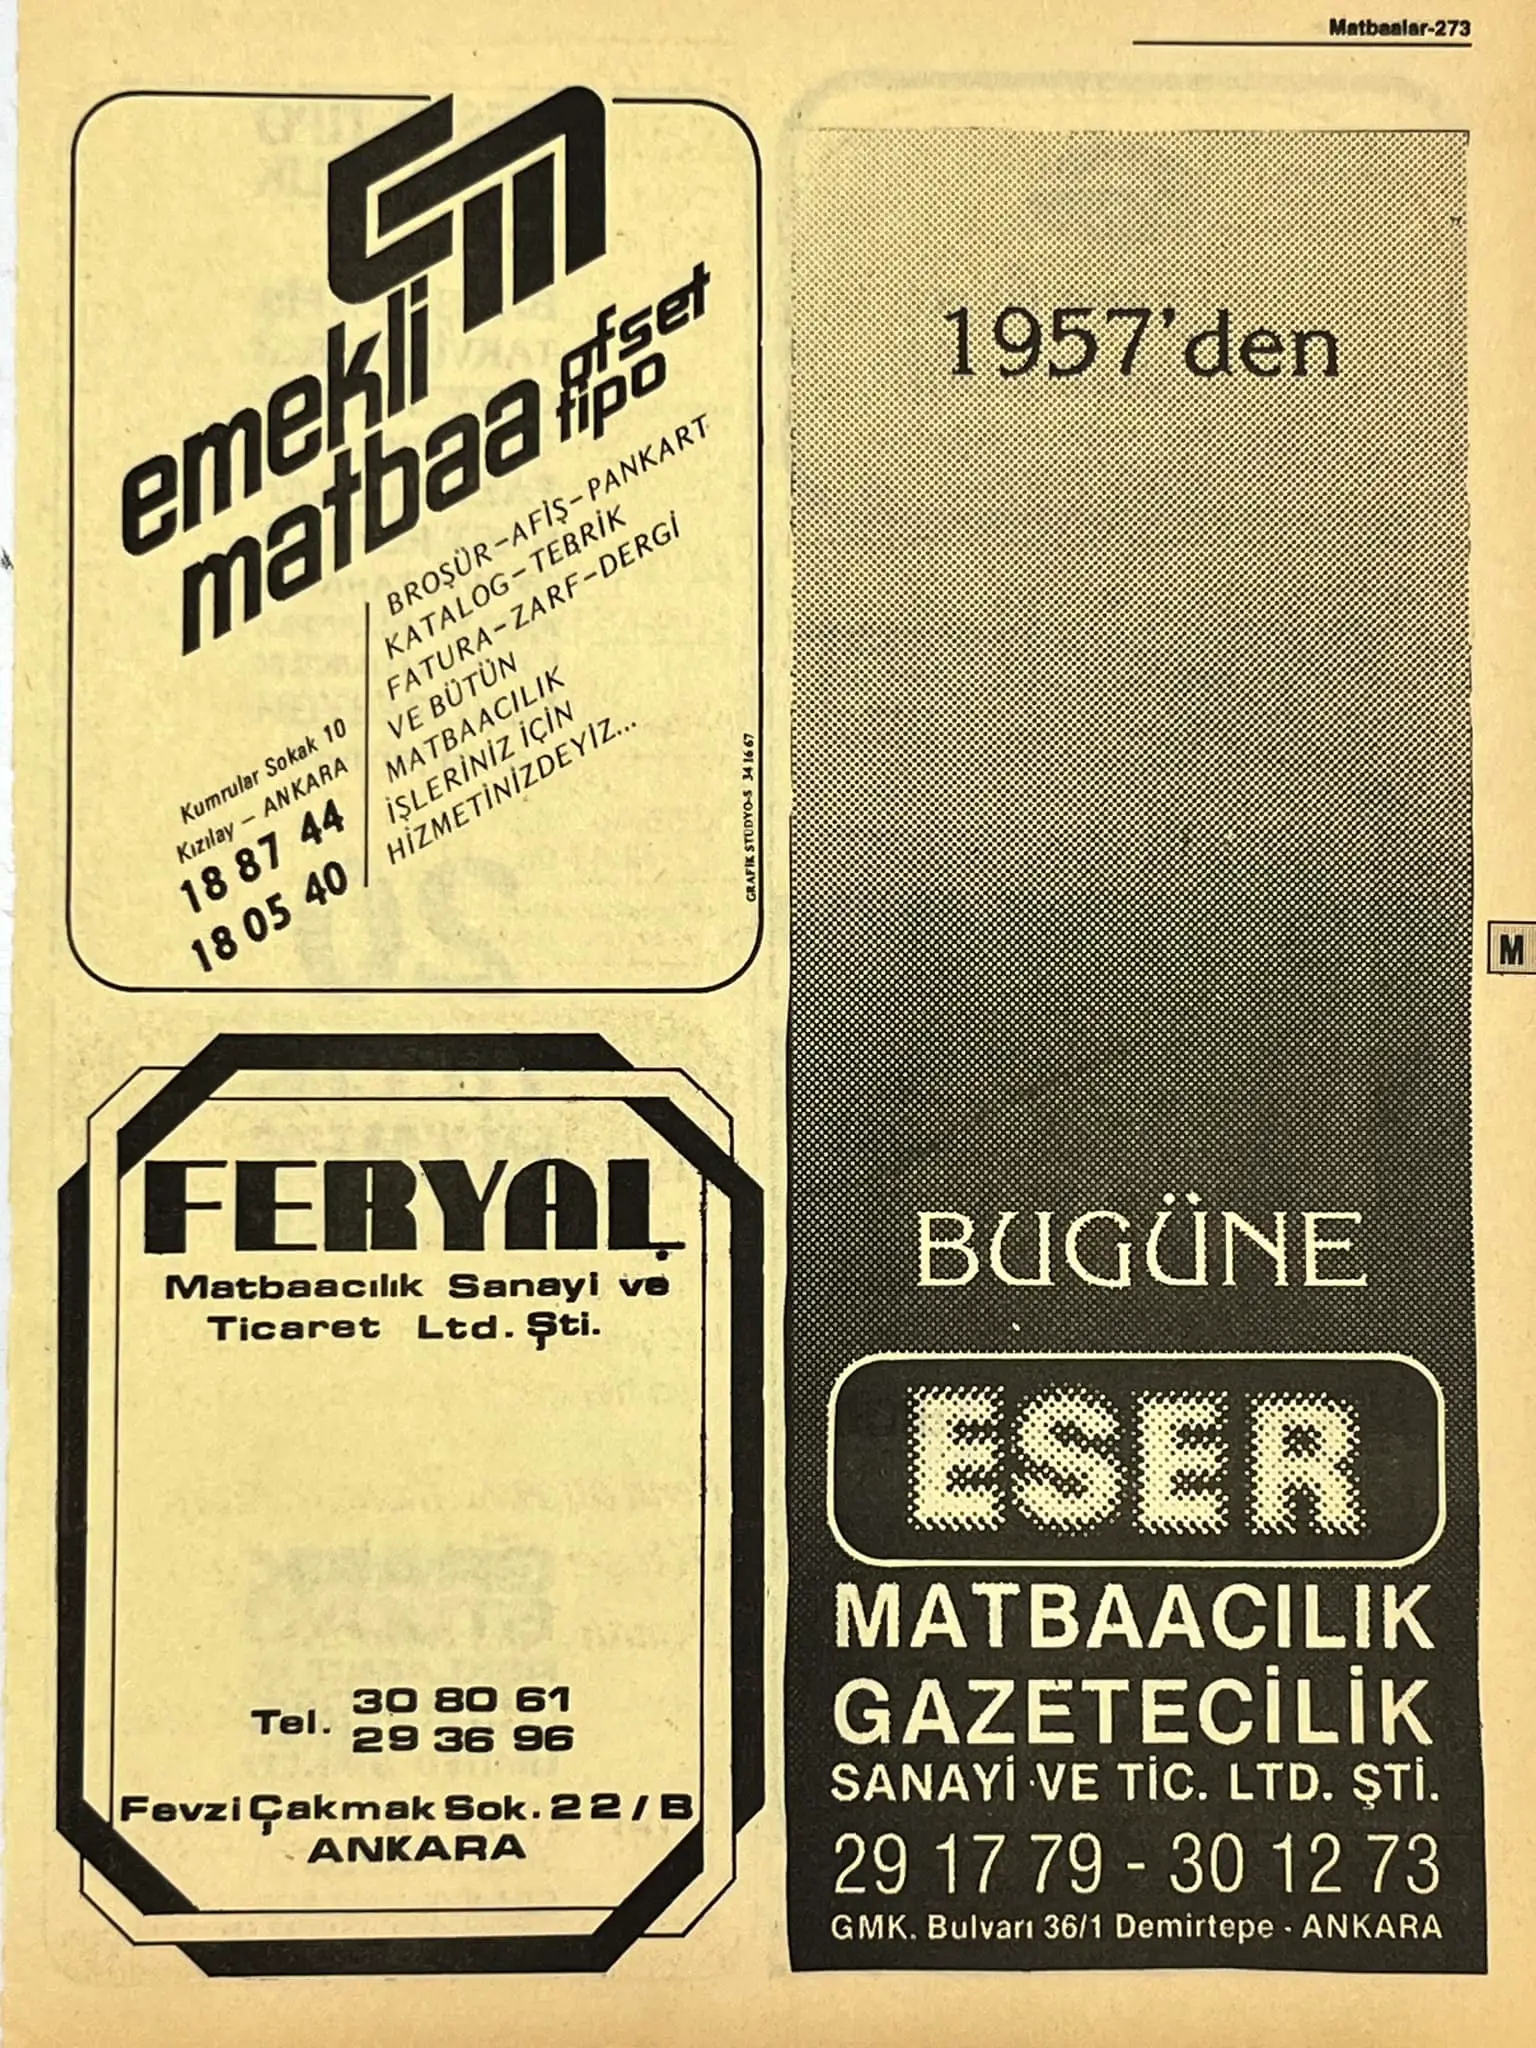 Matbaalar-273
em
emekli
matbaa ofset
tipo
BROŞÜR-AFİŞ-PANKART
KATALOG-TEBRİK
FATURA-ZARF-DERGİ
VE BÜTÜN
MATBAACILIK
İŞLERİNİZ İÇİN
HİZMETİNİZDEYİZ...
Kumrular Sokak 10
Kızılay - ANKARA
18 87 44
18 05 40
GRAFİK STÜDYO-S 34 16 67
FERYAL
Matbaacılık Sanayi ve
Ticaret Ltd. Şti.
Tel. 30 80 61
29 36 96
Fevzi Çakmak Sok. 22/B
ANKARA
1957'den
BUGÜNE
ESER
MATBAACILIK
GAZETECİLİK
SANAYİ VE TİC. LTD. ŞTİ.
29 17 79 - 30 12 73
GMK. Bulvarı 36/1 Demirtepe - ANKARA
M